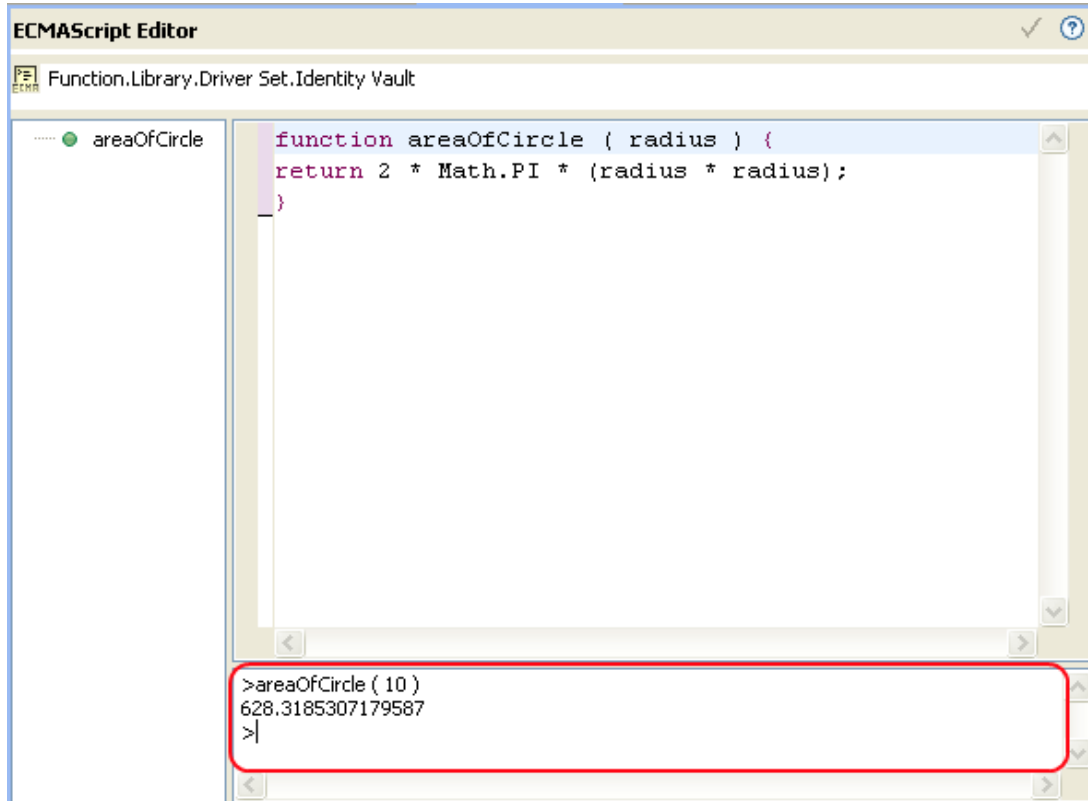 ECMAScript Editor
ECMA
Function.Library.Driver Set.Identity Vault
areaOfCircle
function areaOfCircle ( radius ) {
return 2 * Math.PI * (radius * radius);
}
>areaOfCircle ( 10 )
628.3185307179587
>